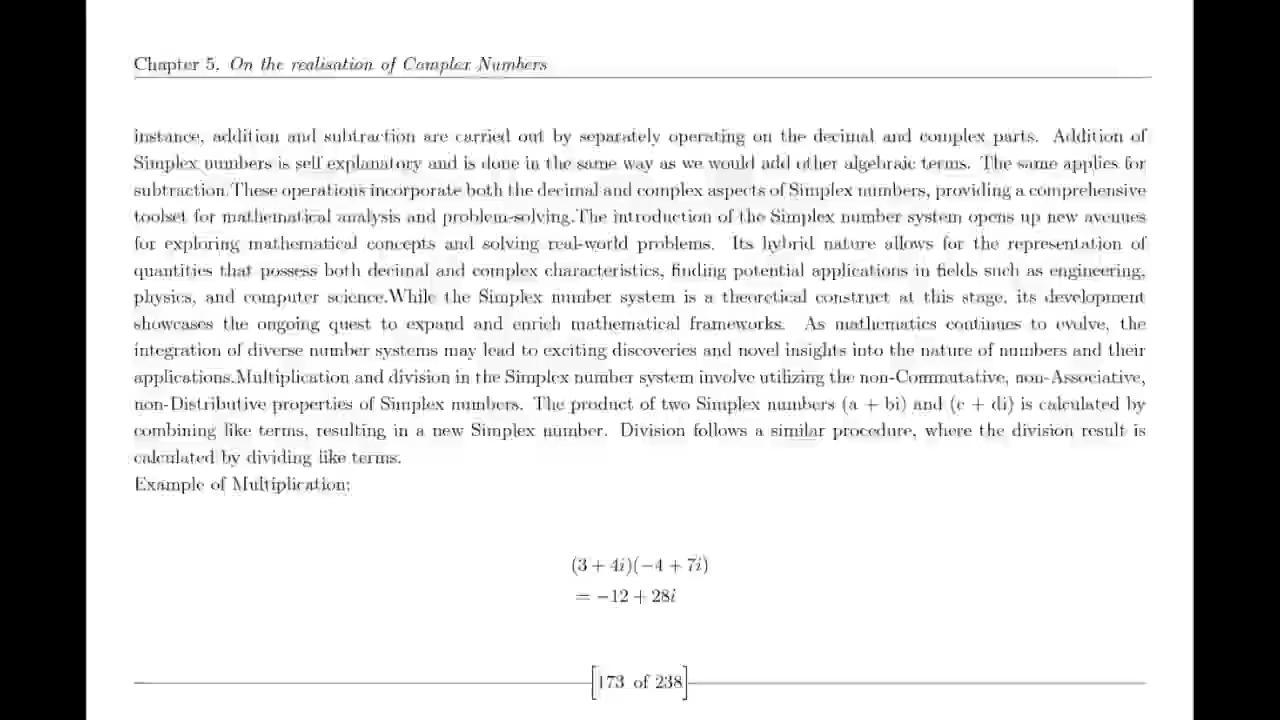 Chapter 5. On the realisation of Complex Numbers
instance, addition and subtraction are carried out by separately operating on the decimal and complex parts. Addition of
Simplex numbers is self explanatory and is done in the same way as we would add other algebraic terms. The same applies for
subtraction.These operations incorporate both the decimal and complex aspects of Simplex numbers, providing a comprehensive
toolset for mathematical analysis and problem-solving.The introduction of the Simplex number system opens up new avenues
for exploring mathematical concepts and solving real-world problems. Its hybrid nature allows for the representation of
quantities that possess both decimal and complex characteristics, finding potential applications in fields such as engineering,
physics, and computer science.While the Simplex number system is a theoretical construct at this stage, its development
showcases the ongoing quest to expand and enrich mathematical frameworks. As mathematics continues to evolve, the
integration of diverse number systems may lead to exciting discoveries and novel insights into the nature of numbers and their
applications.Multiplication and division in the Simplex number system involve utilizing the non-Commutative, non-Associative,
non-Distributive properties of Simplex numbers. The product of two Simplex numbers (a + bi) and (c + di) is calculated by
combining like terms, resulting in a new Simplex number. Division follows a similar procedure, where the division result is
calculated by dividing like terms.
Example of Multiplication:
(3 + 4i)(−4 + 7i)
= −12 + 28i
[173 of 238]